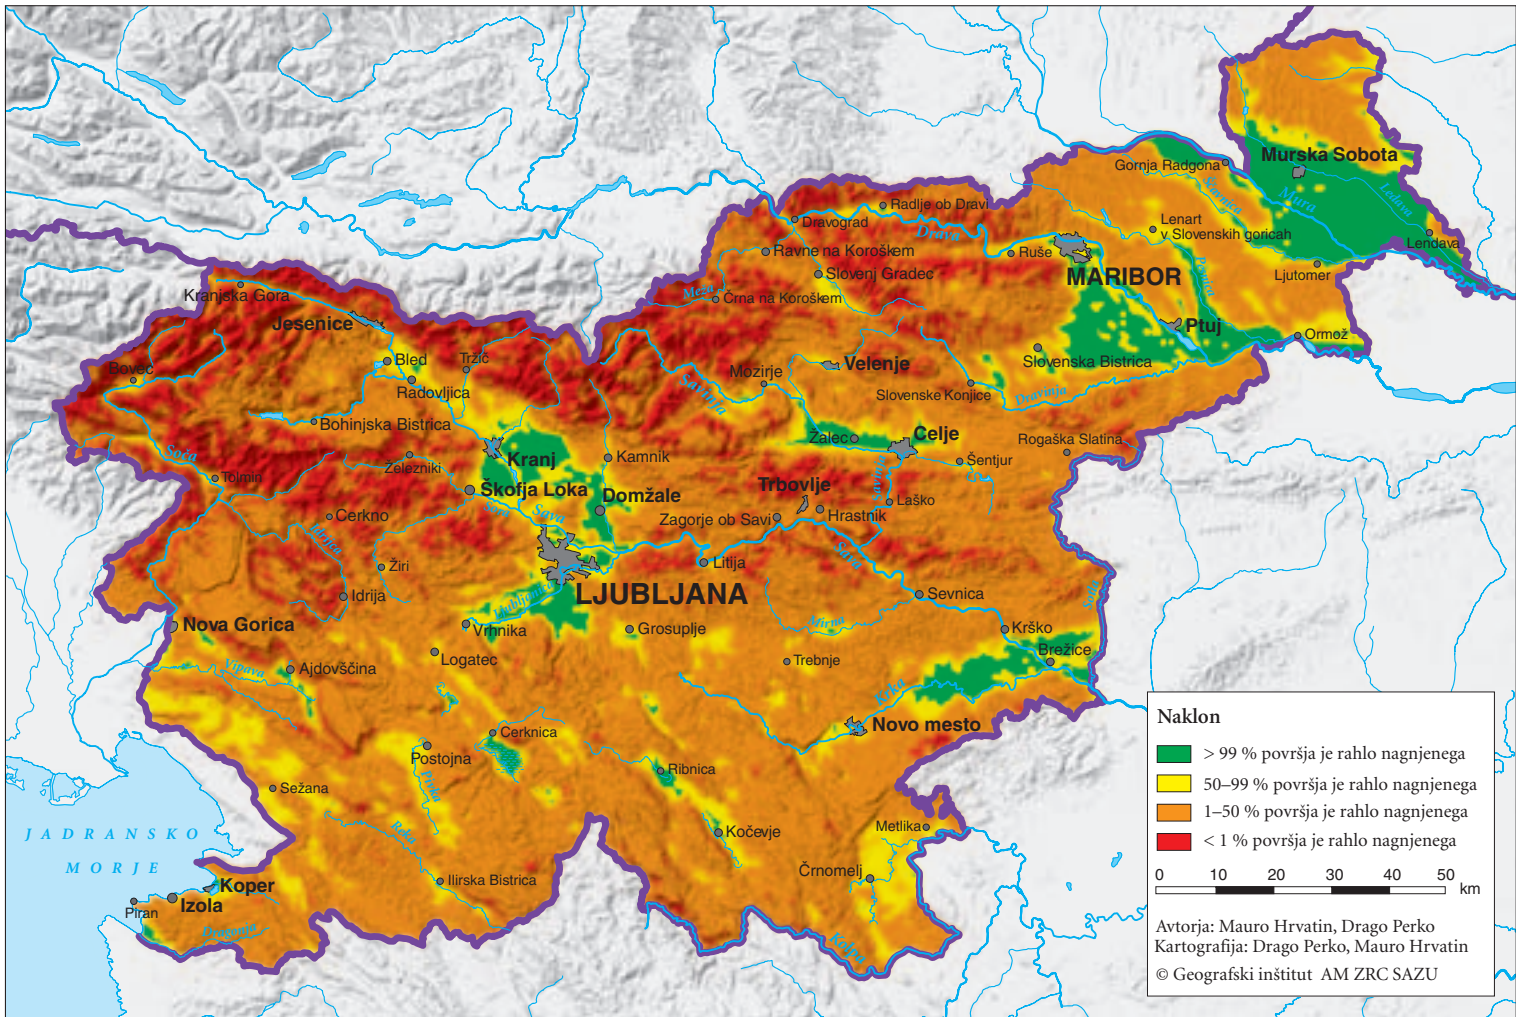 Murska Sobota
Gornja Radgona
Ščavnica
Mura
Ledava
Lendava
Radlje ob Dravi
Dravograd
Drava
Lenart
v Slovenskih goricah
Ravne na Koroškem
Ruše
MARIBOR
Pesnica
Ljutomer
Slovenj Gradec
Meža
Črna na Koroškem
Kranjska Gora
Jesenice
Ptuj
Ormož
Bled
Tržič
Bovec
Radovljica
Mozirje
Velenje
Slovenska Bistrica
Savinja
Slovenske Konjice
Dravinja
Bohinjska Bistrica
Žalec
Celje
Rogaška Slatina
Soča
Kranj
Kamnik
Šentjur
Železniki
Tolmin
Škofja Loka
Domžale
Trbovlje
Savinja
Laško
Sora
Sava
Cerkno
Zagorje ob Savi
Hrastnik
Idrijca
Sava
Žiri
Litija
Idrija
Ljubljanica
LJUBLJANA
Sevnica
Sotla
Nova Gorica
Vrhnika
Grosuplje
Mirna
Krško
Brežice
Vipava
Ajdovščina
Logatec
Trebnje
Krka
Novo mesto
Cerknica
Postojna
Ribnica
Pivka
Sežana
Reka
Kočevje
Metlika
Črnomelj
JADRANSKO
MORJE
Koper
Izola
Piran
Ilirska Bistrica
Dragonja
Kolpa
Naklon
> 99 % površja je rahlo nagnjenega
50–99 % površja je rahlo nagnjenega
1–50 % površja je rahlo nagnjenega
< 1 % površja je rahlo nagnjenega
0 10 20 30 40 50 km
Avtorja: Mauro Hrvatin, Drago Perko
Kartografija: Drago Perko, Mauro Hrvatin
© Geografski inštitut AM ZRC SAZU